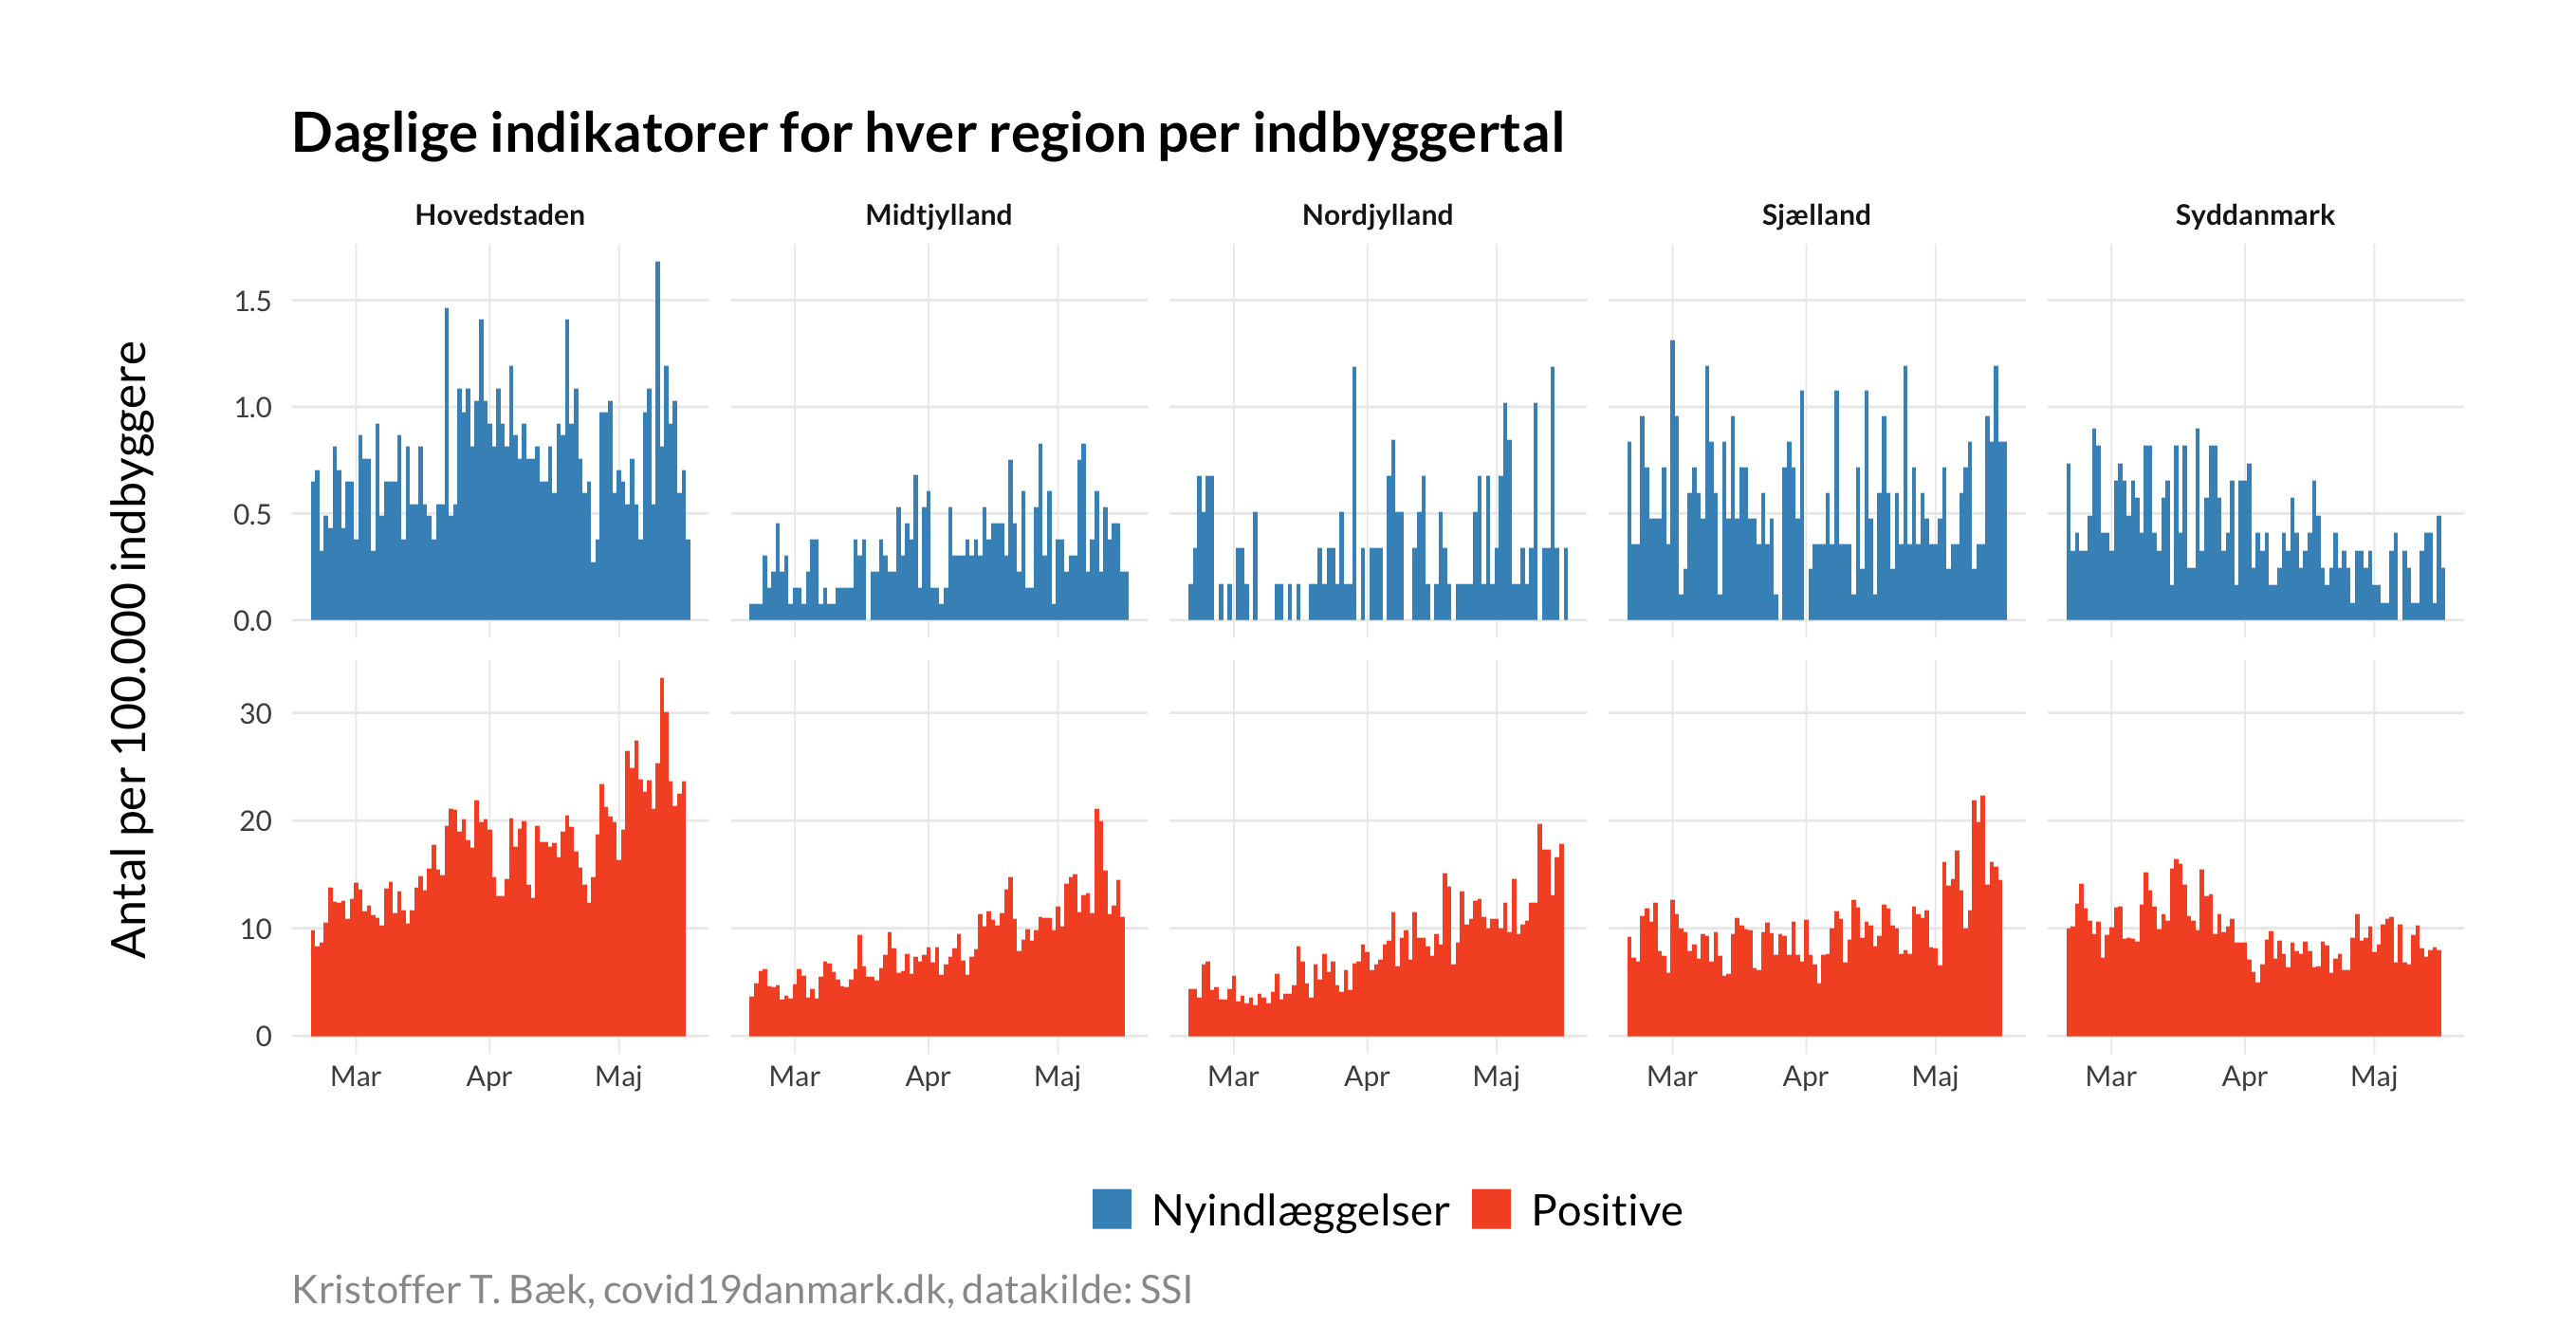 Daglige indikatorer for hver region per indbyggertal
Hovedstaden Midtjylland Nordjylland Sjælland Syddanmark
Antal per 100.000 indbyggere
1.5
1.0
0.5
0.0
30
20
10
0
Mar Apr Maj Mar Apr Maj Mar Apr Maj Mar Apr Maj Mar Apr Maj
Nyindlæggelser Positive
Kristoffer T. Bæk, covid19danmark.dk, datakilde: SSI